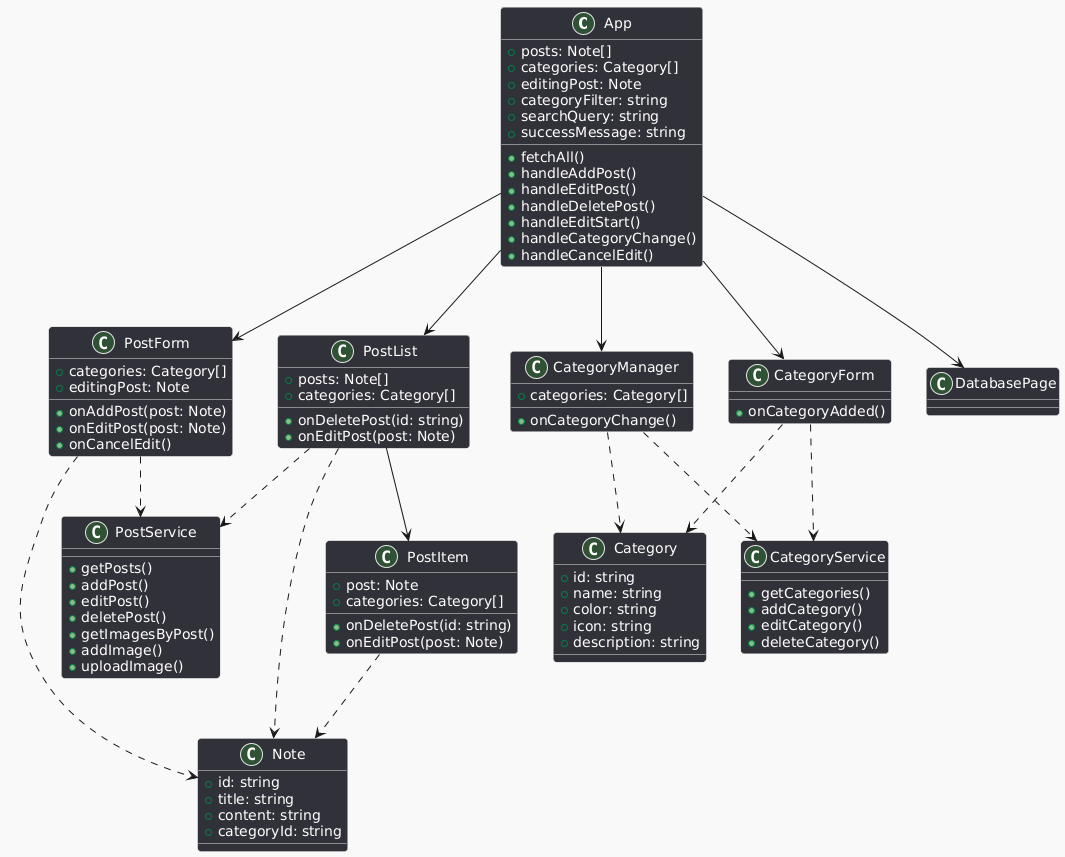 C App
posts: Note[]
categories: Category[]
editingPost: Note
categoryFilter: string
searchQuery: string
successMessage: string
fetchAll()
handleAddPost()
handleEditPost()
handleDeletePost()
handleEditStart()
handleCategoryChange()
handleCancelEdit()
C PostForm
categories: Category[]
editingPost: Note
onAddPost(post: Note)
onEditPost(post: Note)
onCancelEdit()
C PostList
posts: Note[]
categories: Category[]
onDeletePost(id: string)
onEditPost(post: Note)
C CategoryManager
categories: Category[]
onCategoryChange()
C CategoryForm
onCategoryAdded()
C DatabasePage
C PostService
getPosts()
addPost()
editPost()
deletePost()
getImagesByPost()
addImage()
uploadImage()
C PostItem
post: Note
categories: Category[]
onDeletePost(id: string)
onEditPost(post: Note)
C Category
id: string
name: string
color: string
icon: string
description: string
C CategoryService
getCategories()
addCategory()
editCategory()
deleteCategory()
C Note
id: string
title: string
content: string
categoryId: string